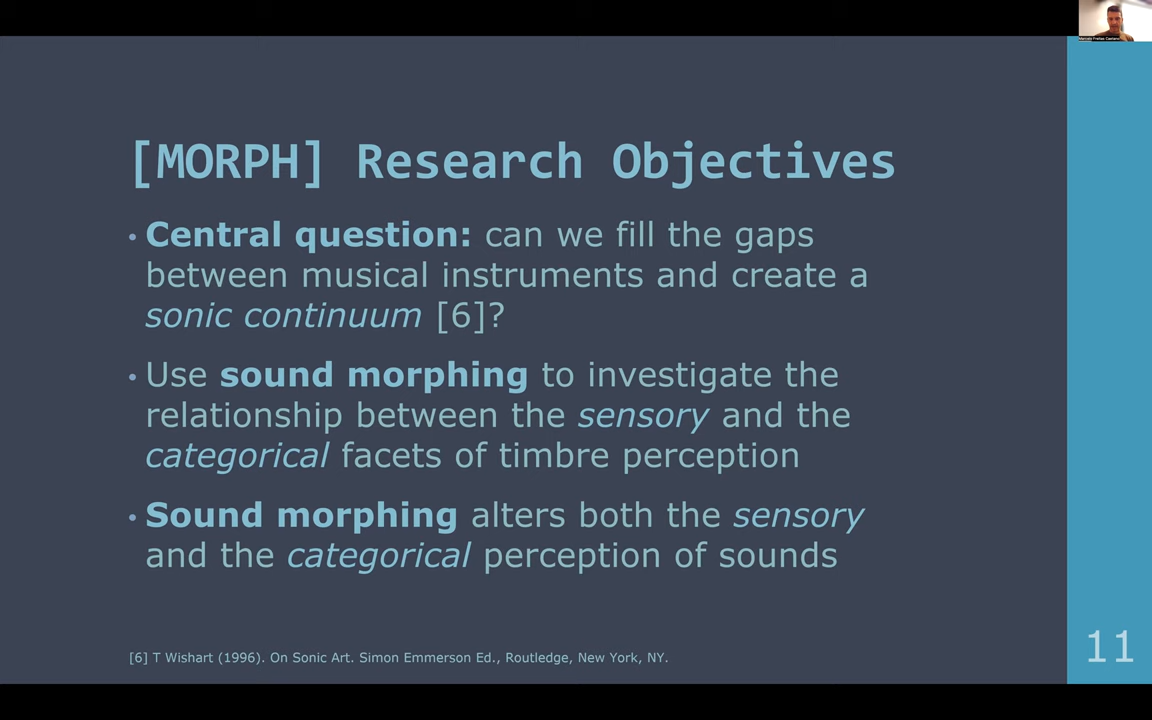 Marcelo Freitas Caetano
[MORPH] Research Objectives
• Central question: can we fill the gaps
between musical instruments and create a
sonic continuum [6]?
• Use sound morphing to investigate the
relationship between the sensory and the
categorical facets of timbre perception
• Sound morphing alters both the sensory
and the categorical perception of sounds
[6] T Wishart (1996). On Sonic Art. Simon Emmerson Ed., Routledge, New York, NY.
11